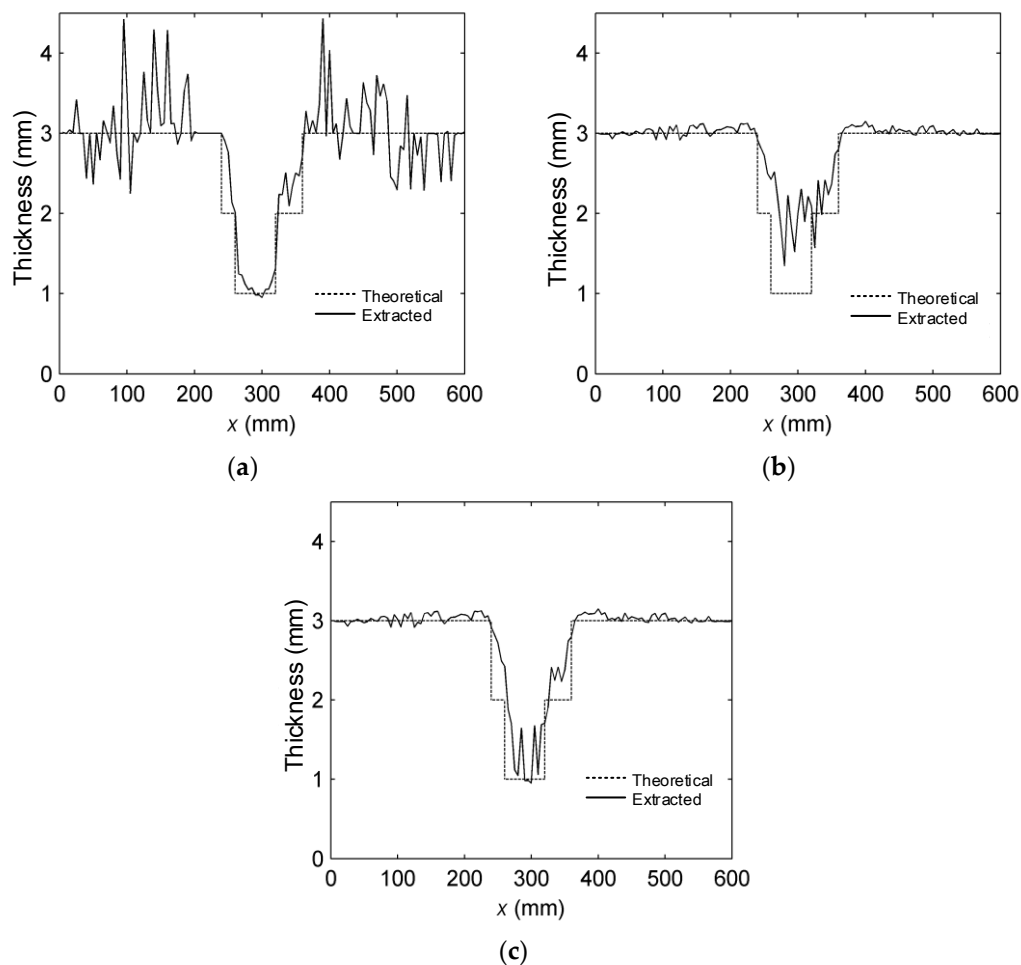 4
3
2
1
0
Thickness (mm)
Theoretical
Extracted
0 100 200 300 400 500 600
x (mm)
(a)
4
3
2
1
0
Thickness (mm)
Theoretical
Extracted
0 100 200 300 400 500 600
x (mm)
(b)
4
3
2
1
0
Thickness (mm)
Theoretical
Extracted
0 100 200 300 400 500 600
x (mm)
(c)